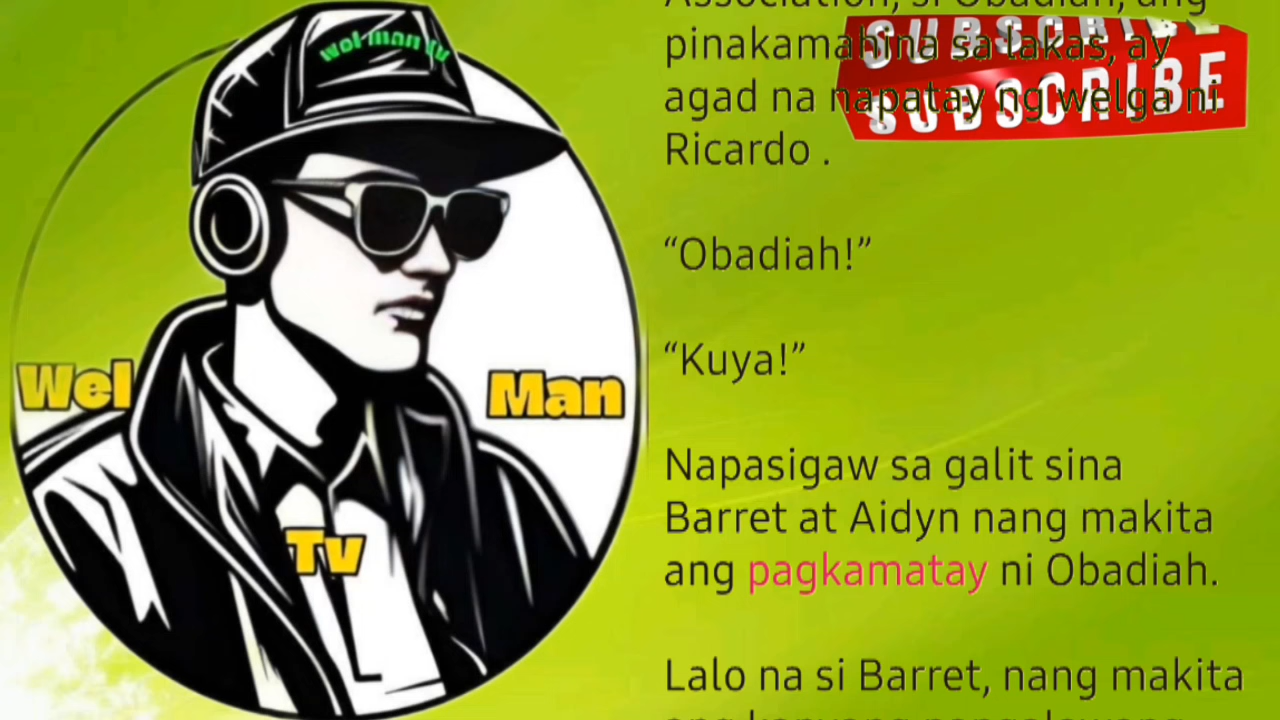 wel man tv
Wel
Man
Tv
SUBSCRIBE
SUBSCRIBE
Association, si Obadiah, ang
pinakamahina sa lakas, ay
agad na napatay ng welga ni
Ricardo .
“Obadiah!”
“Kuya!”
Napasigaw sa galit sina
Barret at Aidyn nang makita
ang pagkamatay ni Obadiah.
Lalo na si Barret, nang makita